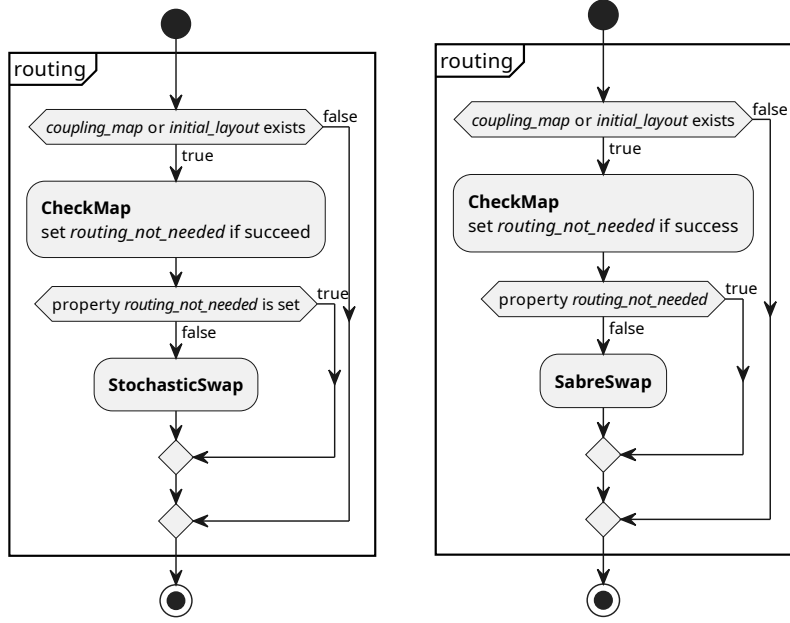 routing
coupling_map or initial_layout exists
false
true
CheckMap
set routing_not_needed if succeed
property routing_not_needed is set
true
false
StochasticSwap
routing
coupling_map or initial_layout exists
false
true
CheckMap
set routing_not_needed if success
property routing_not_needed
true
false
SabreSwap